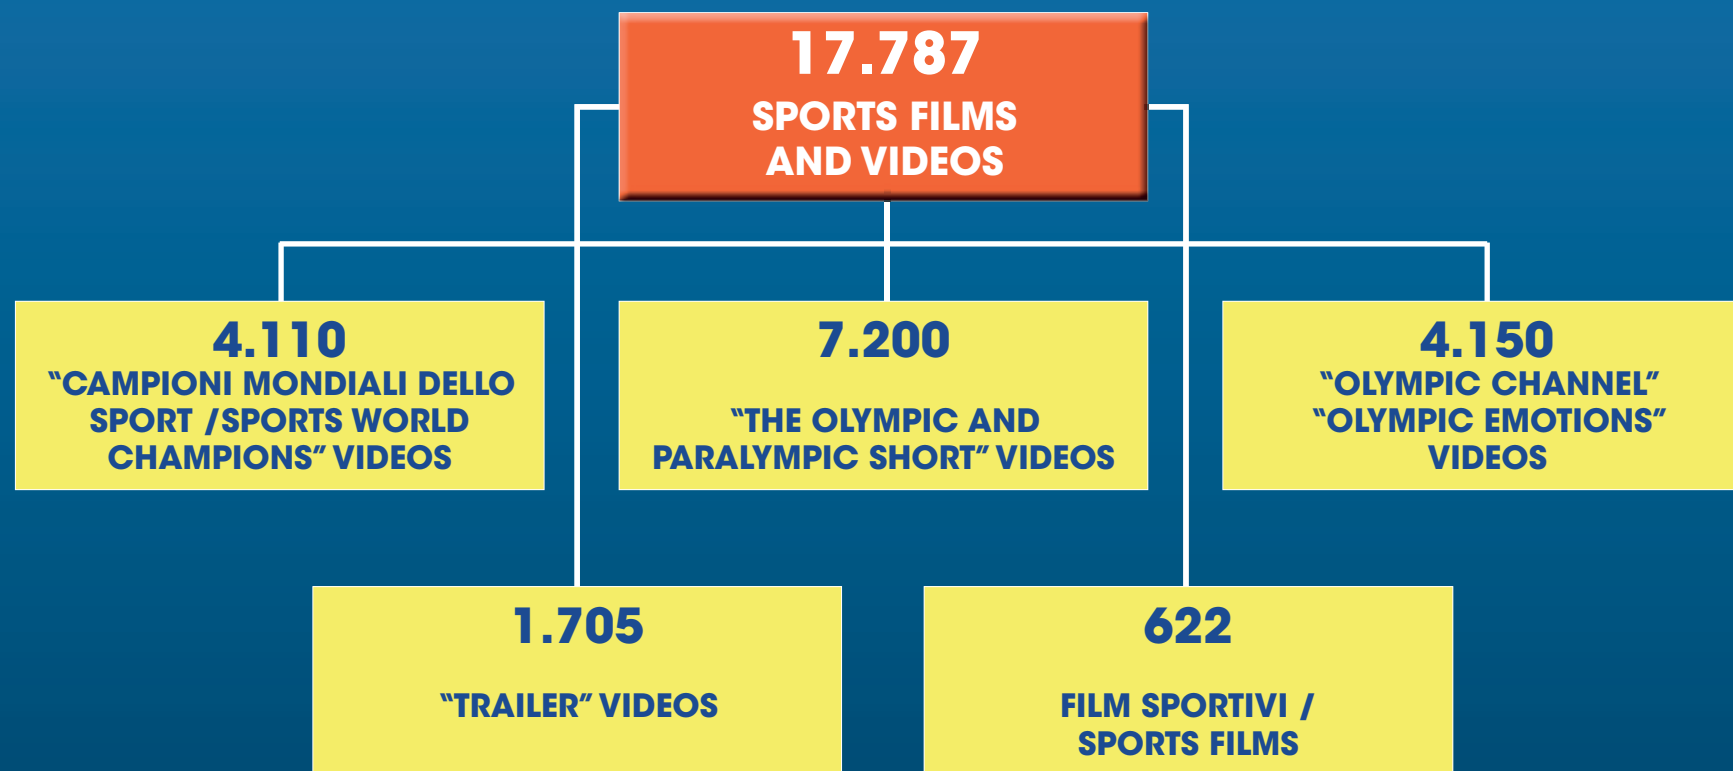 17.787
SPORTS FILMS
AND VIDEOS
4.110
“CAMPIONI MONDIALI DELLO
SPORT /SPORTS WORLD
CHAMPIONS” VIDEOS
7.200
“THE OLYMPIC AND
PARALYMPIC SHORT” VIDEOS
4.150
“OLYMPIC CHANNEL”
“OLYMPIC EMOTIONS”
VIDEOS
1.705
“TRAILER” VIDEOS
622
FILM SPORTIVI /
SPORTS FILMS